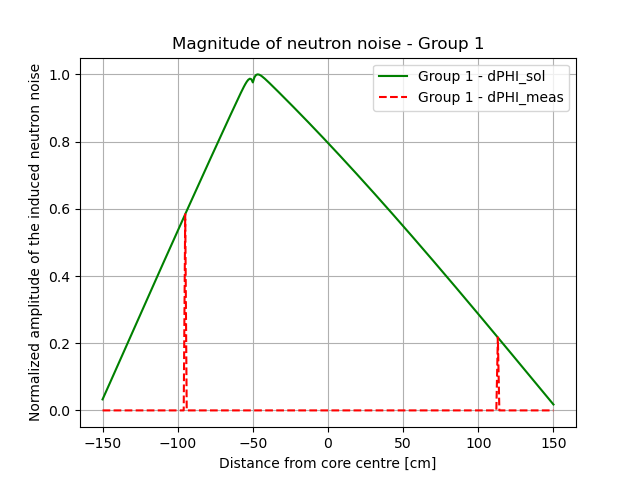 Magnitude of neutron noise - Group 1
Normalized amplitude of the induced neutron noise
1.0
0.8
0.6
0.4
0.2
0.0
Group 1 - dPHI_sol
Group 1 - dPHI_meas
−150
−100
−50
0
50
100
150
Distance from core centre [cm]